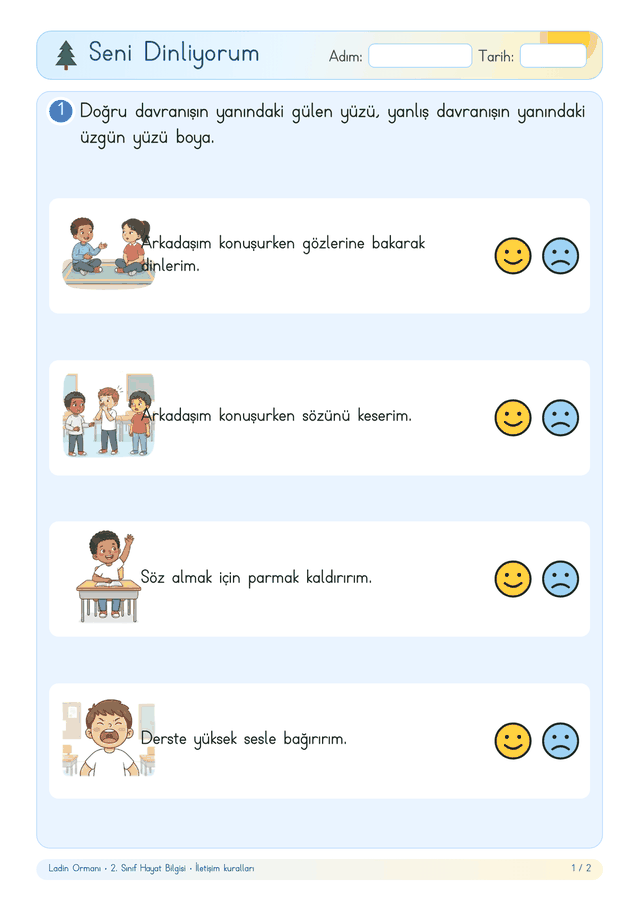 Seni Dinliyorum
Adım:
Tarih:
1
Doğru davranışın yanındaki gülen yüzü, yanlış davranışın yanındaki
üzgün yüzü boya.
Arkadaşım konuşurken gözlerine bakarak
dinlerim.
Arkadaşım konuşurken sözünü keserim.
Söz almak için parmak kaldırırım.
Derste yüksek sesle bağırırım.
Ladin Ormanı • 2. Sınıf Hayat Bilgisi • İletişim kuralları
1 / 2